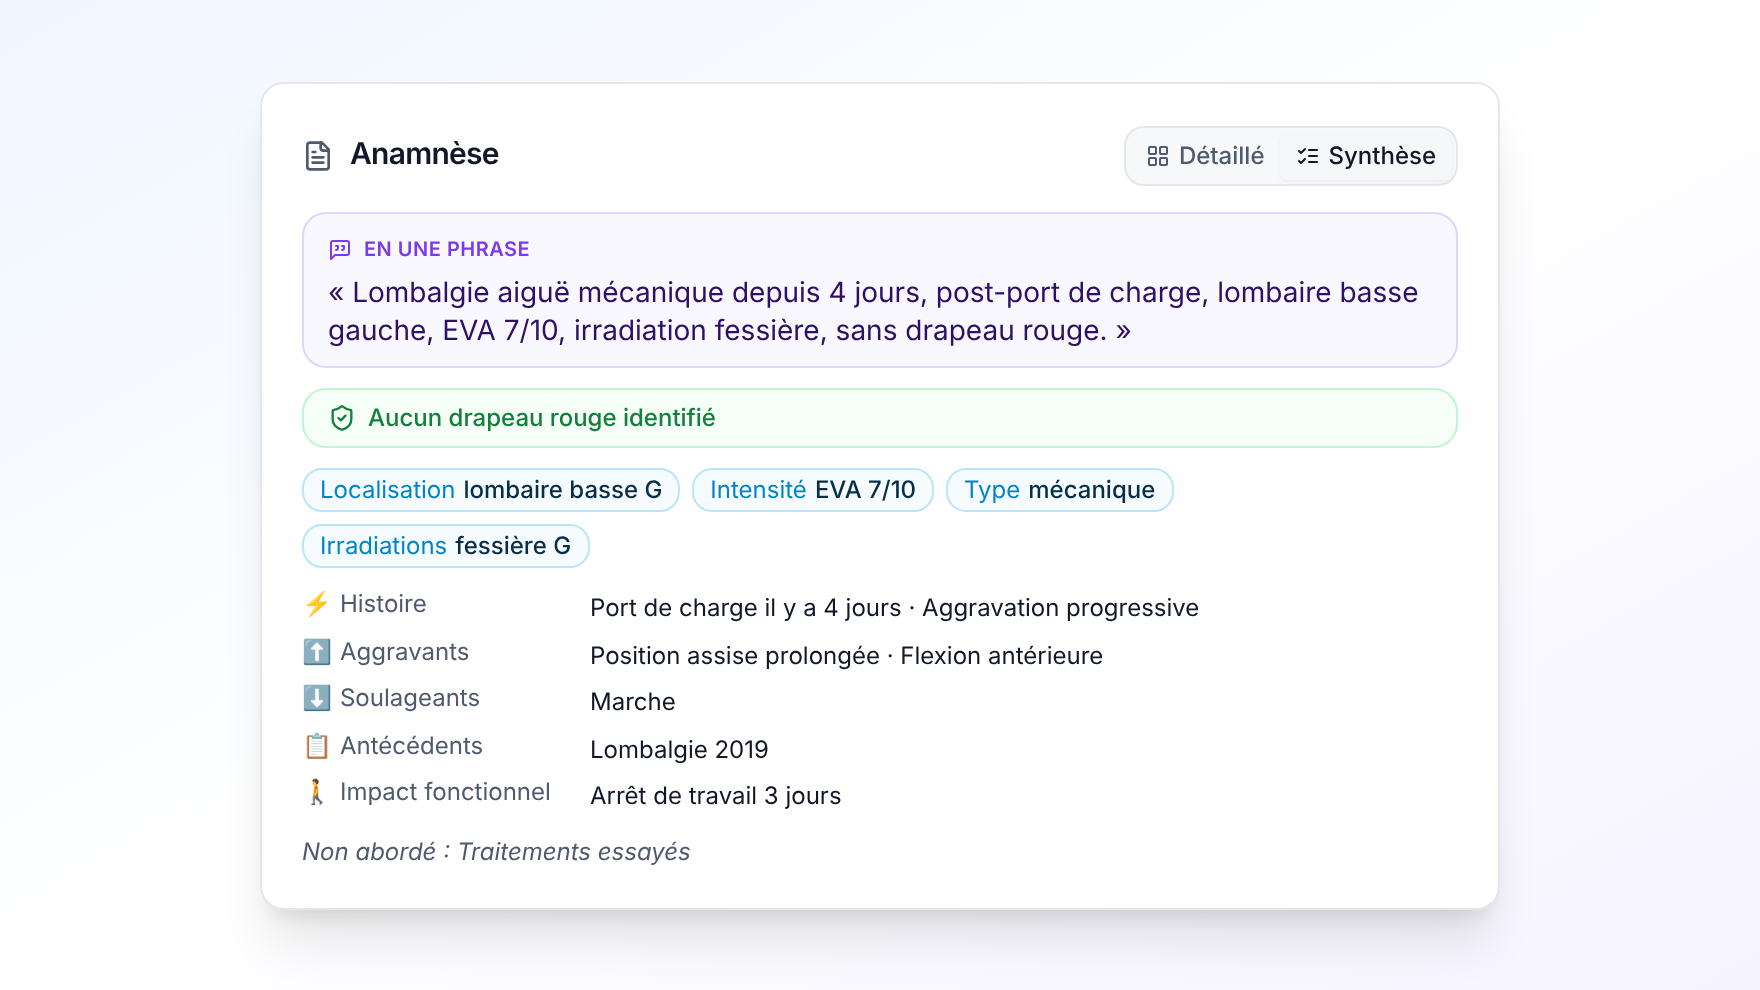 Anamnèse
Détaillé
Synthèse
EN UNE PHRASE
« Lombalgie aiguë mécanique depuis 4 jours, post-port de charge, lombaire basse
gauche, EVA 7/10, irradiation fessière, sans drapeau rouge. »
Aucun drapeau rouge identifié
Localisation lombaire basse G
Intensité EVA 7/10
Type mécanique
Irradiations fessière G
Histoire
Port de charge il y a 4 jours · Aggravation progressive
Aggravants
Position assise prolongée · Flexion antérieure
Soulageants
Marche
Antécédents
Lombalgie 2019
Impact fonctionnel
Arrêt de travail 3 jours
Non abordé : Traitements essayés